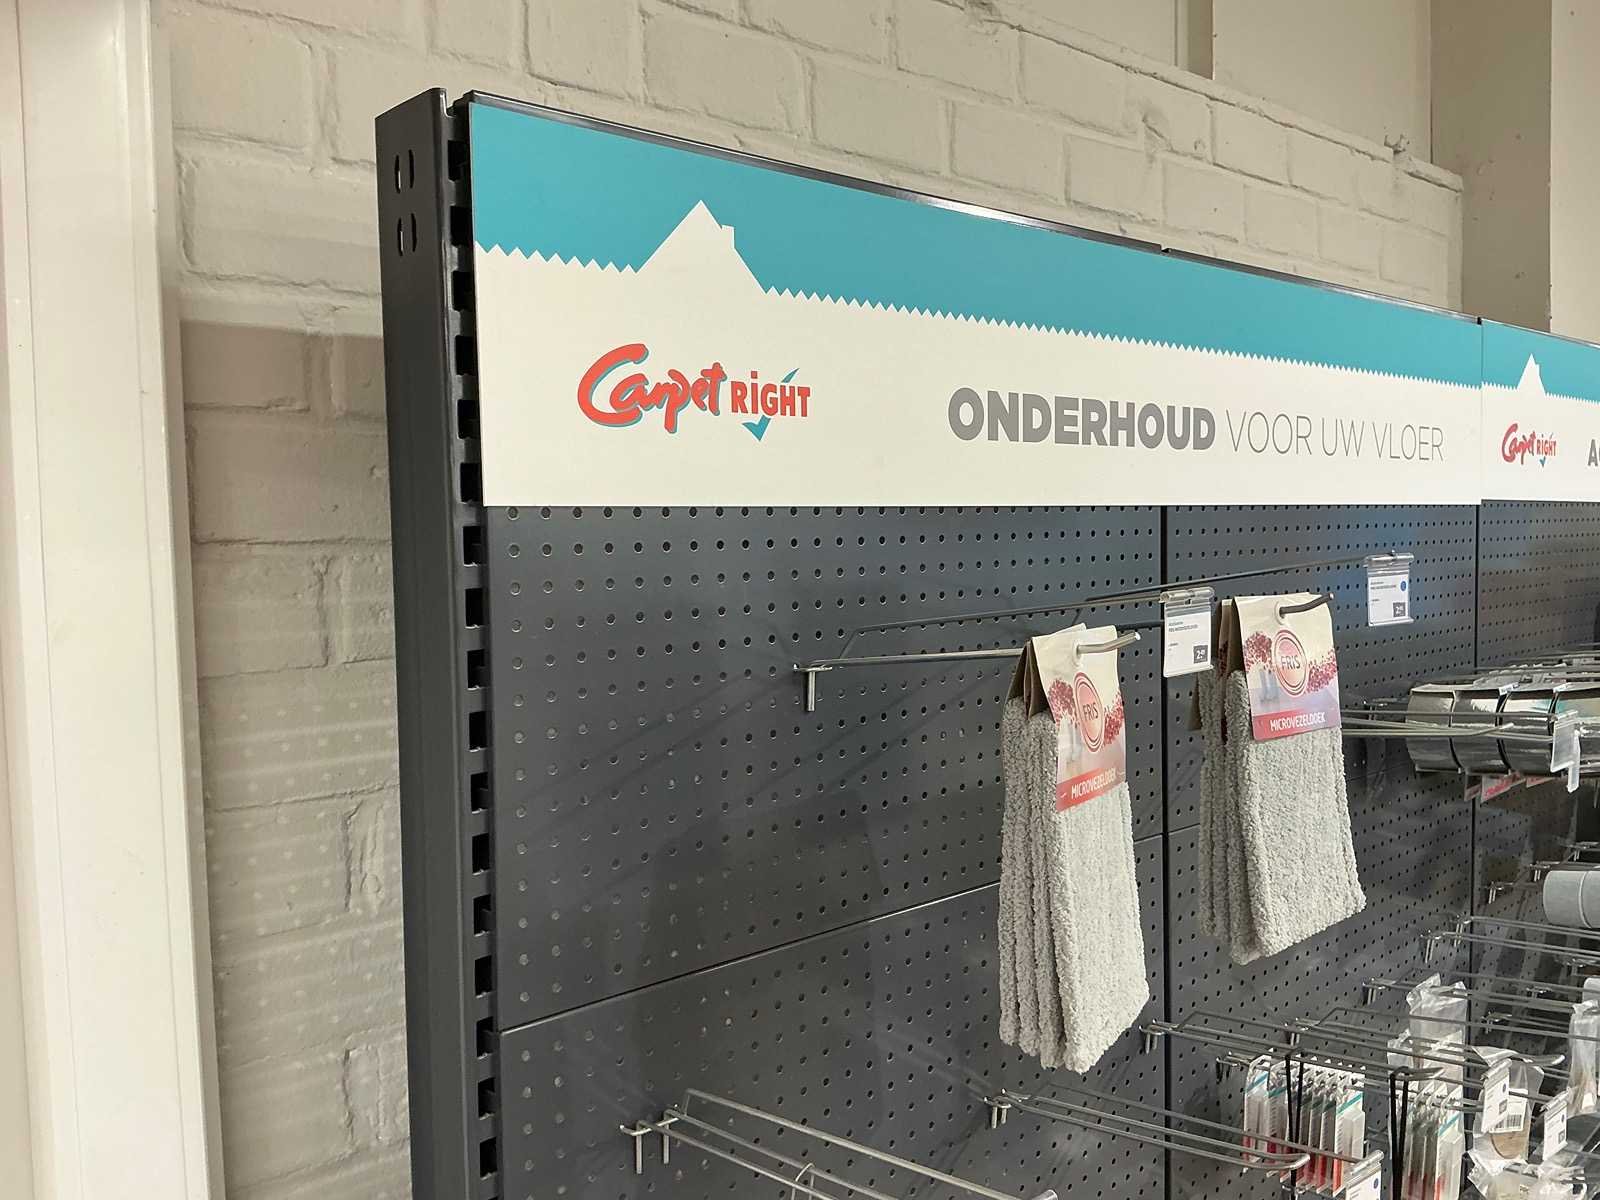 Carpet RIGHT
ONDERHOUD VOOR UW VLOER
Carpet RIGHT
FRIS
MICROVEZELDOEK
FRIS
MICROVEZELDOEK